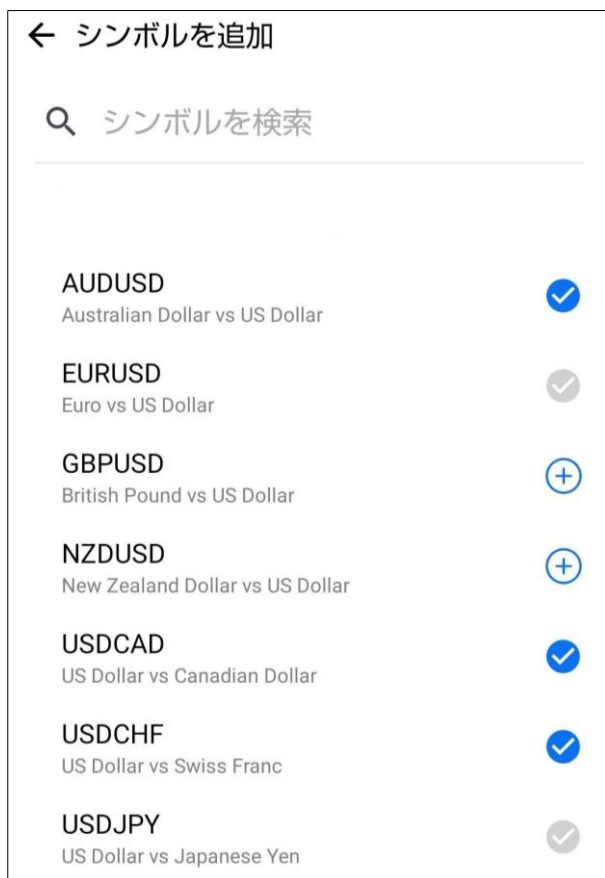 シンボルを追加
シンボルを検索
AUDUSD
Australian Dollar vs US Dollar
EURUSD
Euro vs US Dollar
GBPUSD
British Pound vs US Dollar
NZDUSD
New Zealand Dollar vs US Dollar
USDCAD
US Dollar vs Canadian Dollar
USDCHF
US Dollar vs Swiss Franc
USDJPY
US Dollar vs Japanese Yen